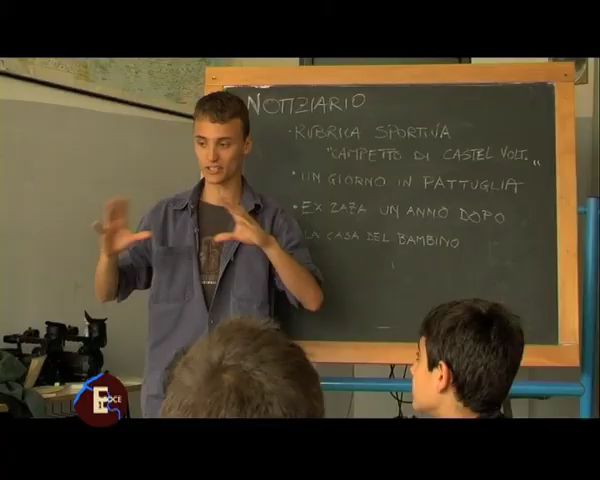 NOTIZIARIO
• RUBRICA SPORTIVA
"CAMPETTO DI CASTEL VOLT."
• UN GIORNO IN PATTUGLIA
• EX ZAZA UN ANNO DOPO
LA CASA DEL BAMBINO